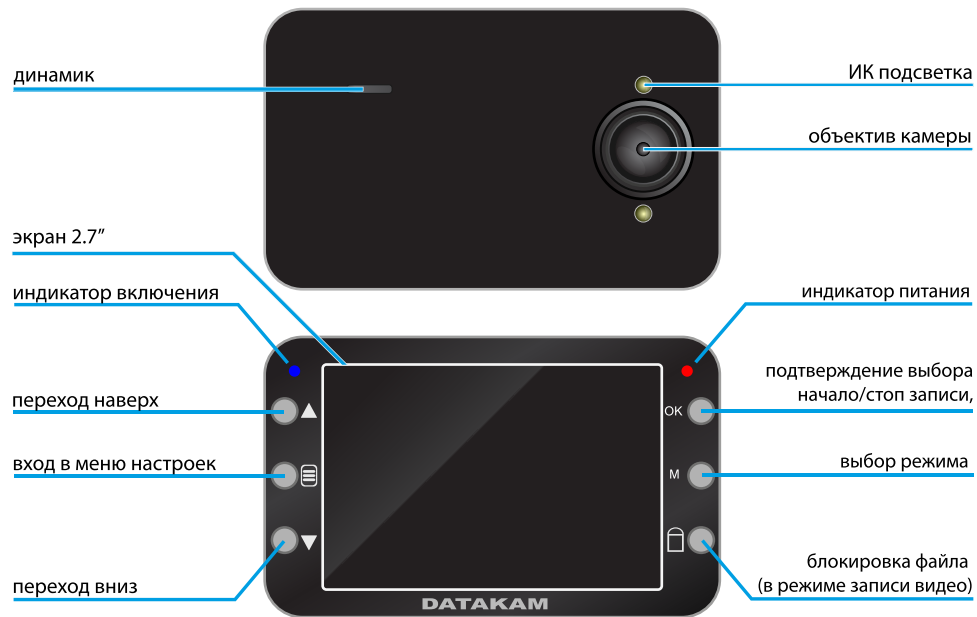 динамик
ИК подсветка
объектив камеры
экран 2.7”
индикатор включения
индикатор питания
переход наверх
подтверждение выбора
начало/стоп записи,
OK
вход в меню настроек
выбор режима
M
переход вниз
блокировка файла
(в режиме записи видео)
DATAKAM